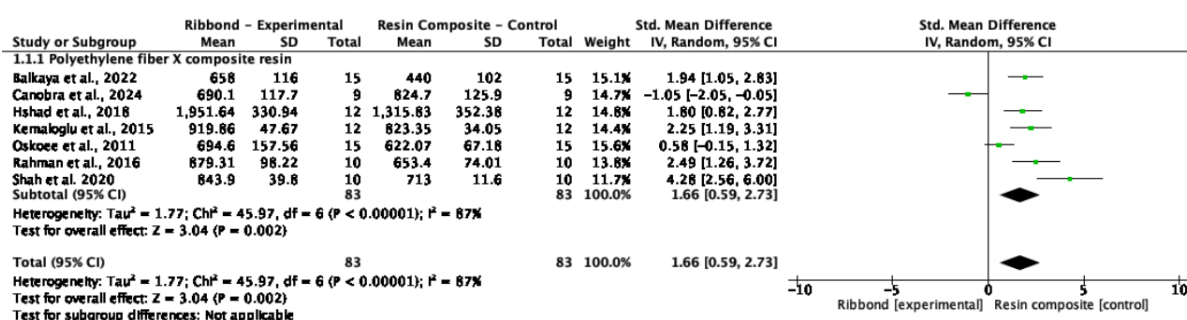 Ribbond - Experimental Resin Composite - Control Std. Mean Difference Std. Mean Difference
Study or Subgroup Mean SD Total Mean SD Total Weight IV, Random, 95% CI IV, Random, 95% CI
1.1.1 Polyethylene fiber X composite resin
Balkaya et al., 2022 658 116 15 440 102 15 15.1% 1.94 [1.05, 2.83]
Canobra et al., 2024 690.1 117.7 9 824.7 125.9 9 14.7% -1.05 [-2.05, -0.05]
Hshad et al., 2018 1,951.64 330.94 12 1,315.83 352.38 12 14.8% 1.80 [0.82, 2.77]
Kemaloglu et al., 2015 919.86 47.67 12 823.35 34.05 12 14.4% 2.25 [1.19, 3.31]
Oskoee et al., 2011 694.6 157.56 15 622.07 67.18 15 15.6% 0.58 [-0.15, 1.32]
Rahman et al., 2016 879.31 98.22 10 653.4 74.01 10 13.8% 2.49 [1.26, 3.72]
Shah et al. 2020 843.9 39.8 10 713 11.6 10 11.7% 4.28 [2.56, 6.00]
Subtotal (95% CI) 83 83 100.0% 1.66 [0.59, 2.73]
Heterogeneity: Tau² = 1.77; Chi² = 45.97, df = 6 (P < 0.00001); I² = 87%
Test for overall effect: Z = 3.04 (P = 0.002)
Total (95% CI) 83 83 100.0% 1.66 [0.59, 2.73]
Heterogeneity: Tau² = 1.77; Chi² = 45.97, df = 6 (P < 0.00001); I² = 87%
Test for overall effect: Z = 3.04 (P = 0.002)
Test for subgroup differences: Not applicable
-10 -5 0 5 10
Ribbond [experimental] Resin composite [control]